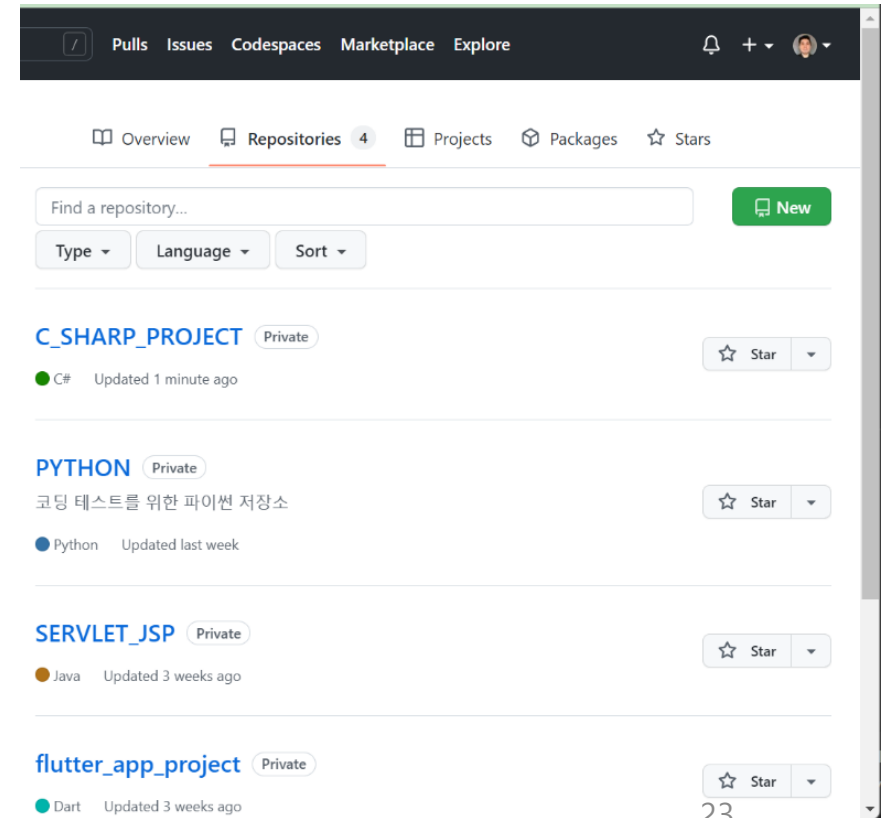 / Pulls Issues Codespaces Marketplace Explore +
Overview Repositories 4 Projects Packages Stars
Find a repository... New
Type Language Sort
C_SHARP_PROJECT Private
Star
C# Updated 1 minute ago
PYTHON Private
코딩 테스트를 위한 파이썬 저장소
Star
Python Updated last week
SERVLET_JSP Private
Star
Java Updated 3 weeks ago
flutter_app_project Private
Star
Dart Updated 3 weeks ago
23